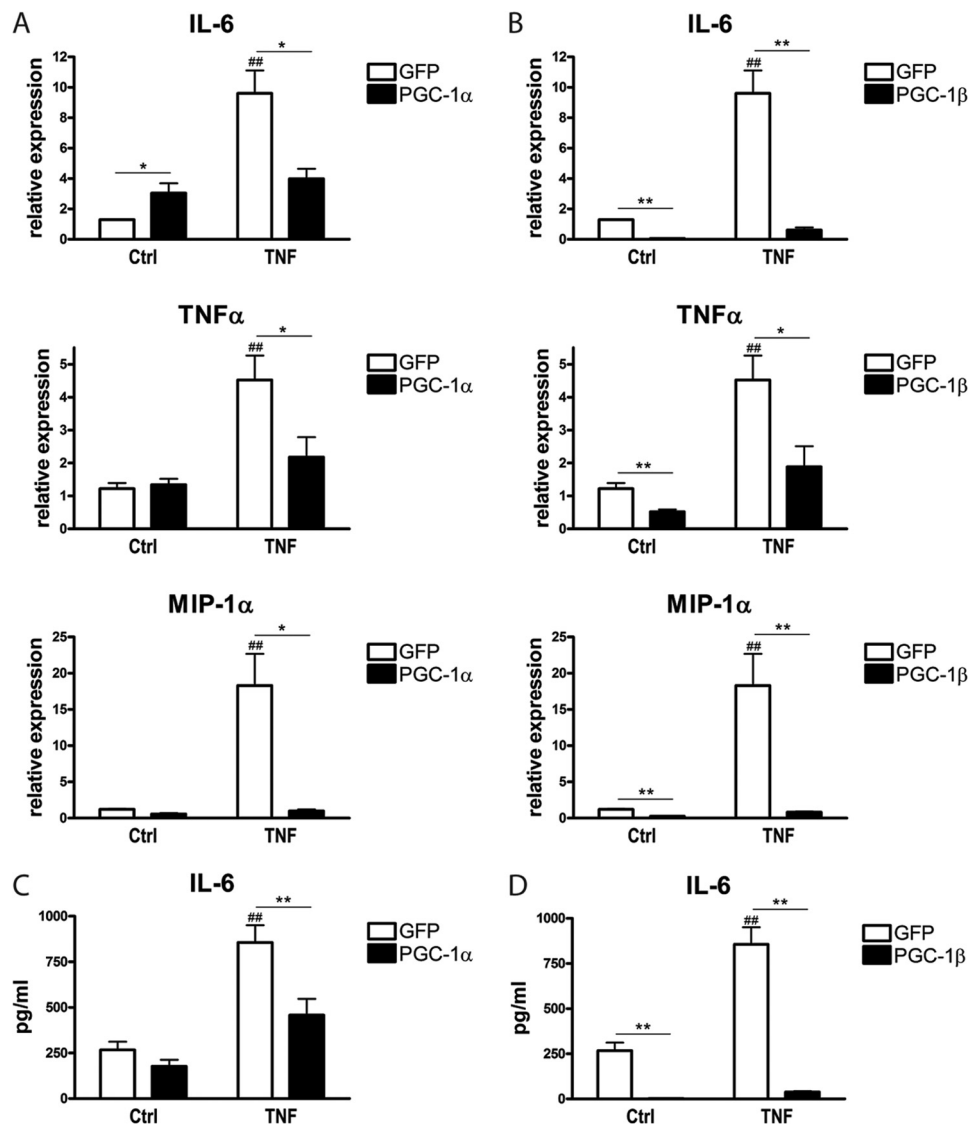 A
IL-6
relative expression
12
10
8
6
4
2
0
*
##
*
Ctrl
TNF
GFP
PGC-1α
B
IL-6
relative expression
12
10
8
6
4
2
0
**
##
**
Ctrl
TNF
GFP
PGC-1β
TNFα
relative expression
5
4
3
2
1
0
##
*
Ctrl
TNF
GFP
PGC-1α
TNFα
relative expression
5
4
3
2
1
0
**
##
*
Ctrl
TNF
GFP
PGC-1β
MIP-1α
relative expression
25
20
15
10
5
0
##
*
Ctrl
TNF
GFP
PGC-1α
MIP-1α
relative expression
25
20
15
10
5
0
**
##
**
Ctrl
TNF
GFP
PGC-1β
C
IL-6
pg/ml
1000
750
500
250
0
##
**
Ctrl
TNF
GFP
PGC-1α
D
IL-6
pg/ml
1000
750
500
250
0
**
##
**
Ctrl
TNF
GFP
PGC-1β